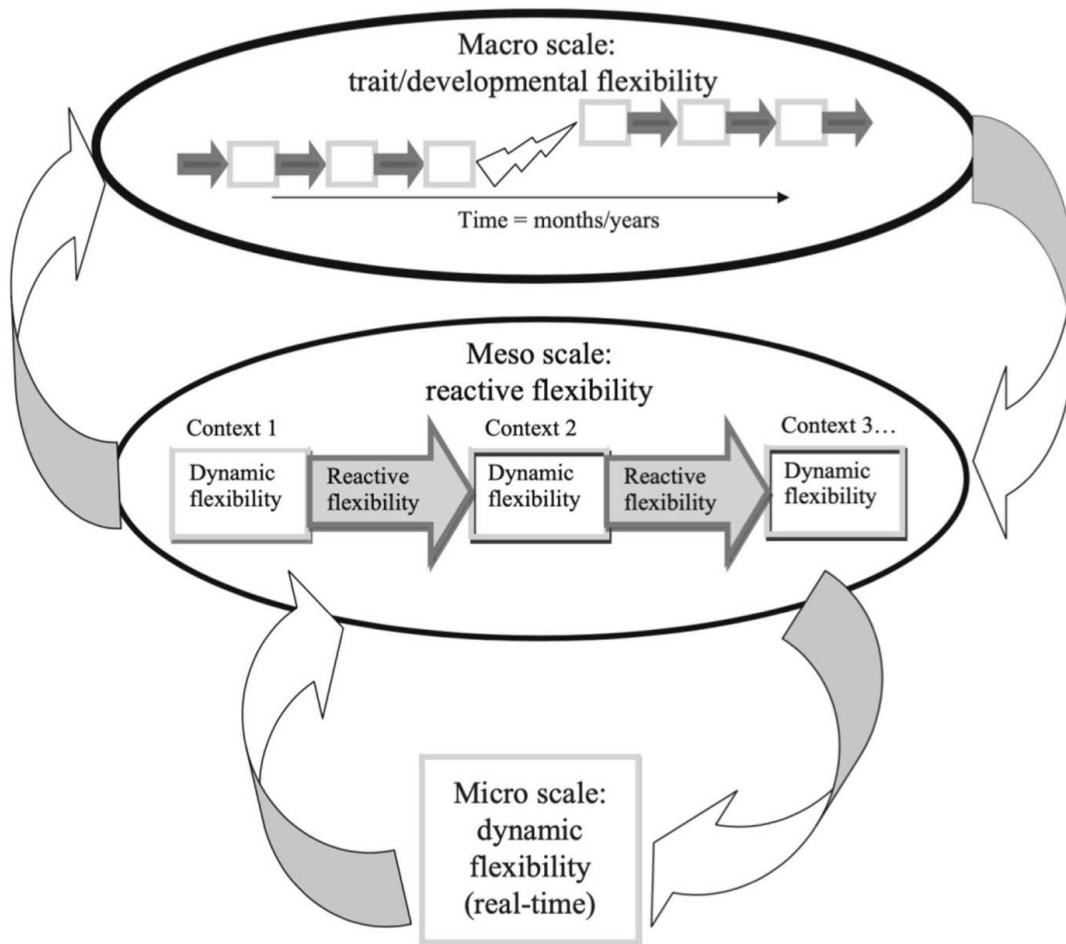 Macro scale:
trait/developmental flexibility
Time = months/years
Meso scale:
reactive flexibility
Context 1
Context 2
Context 3...
Dynamic
flexibility
Reactive
flexibility
Dynamic
flexibility
Reactive
flexibility
Dynamic
flexibility
Micro scale:
dynamic
flexibility
(real-time)